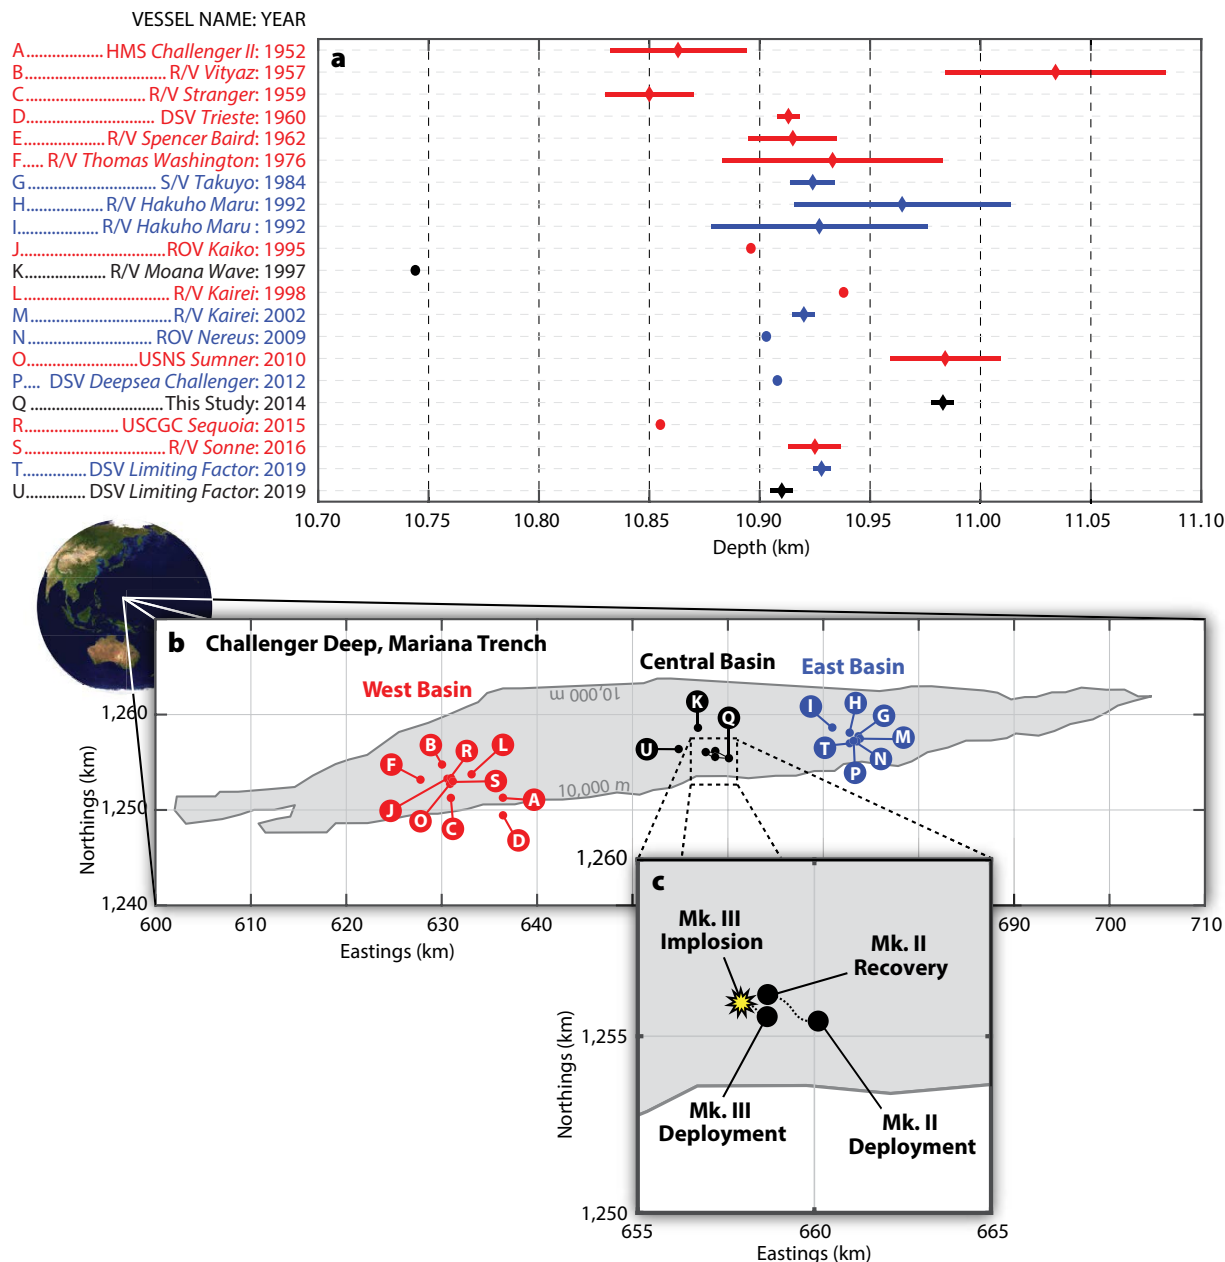 VESSEL NAME: YEAR
a
A.................. HMS Challenger II: 1952
B................................. R/V Vityaz: 1957
C............................ R/V Stranger: 1959
D............................... DSV Trieste: 1960
E................... R/V Spencer Baird: 1962
F..... R/V Thomas Washington: 1976
G.............................. S/V Takuyo: 1984
H...................R/V Hakuho Maru: 1992
I...................R/V Hakuho Maru : 1992
J..................................ROV Kaiko: 1995
K................... R/V Moana Wave: 1997
L.................................. R/V Kairei: 1998
M................................. R/V Kairei: 2002
N............................. ROV Nereus: 2009
O..........................USNS Sumner: 2010
P.... DSV Deepsea Challenger: 2012
Q ...............................This Study: 2014
R...................... USCGC Sequoia: 2015
S................................. R/V Sonne: 2016
T............... DSV Limiting Factor: 2019
U.............. DSV Limiting Factor: 2019
10.70 10.75 10.80 10.85 10.90 10.95 11.00 11.05 11.10
Depth (km)
b Challenger Deep, Mariana Trench
Central Basin
East Basin
West Basin
10,000 m
K
I
H
G
Q
1,260
B
R
L
U
T
M
F
S
N
P
10,000 m
A
J
1,250
O
C
D
Northings (km)
1,240
600 610 620 630 640 690 700 710
Eastings (km)
1,260
c
Mk. III
Implosion
Mk. II
Recovery
1,255
Northings (km)
Mk. III
Deployment
Mk. II
Deployment
1,250
655 660 665
Eastings (km)